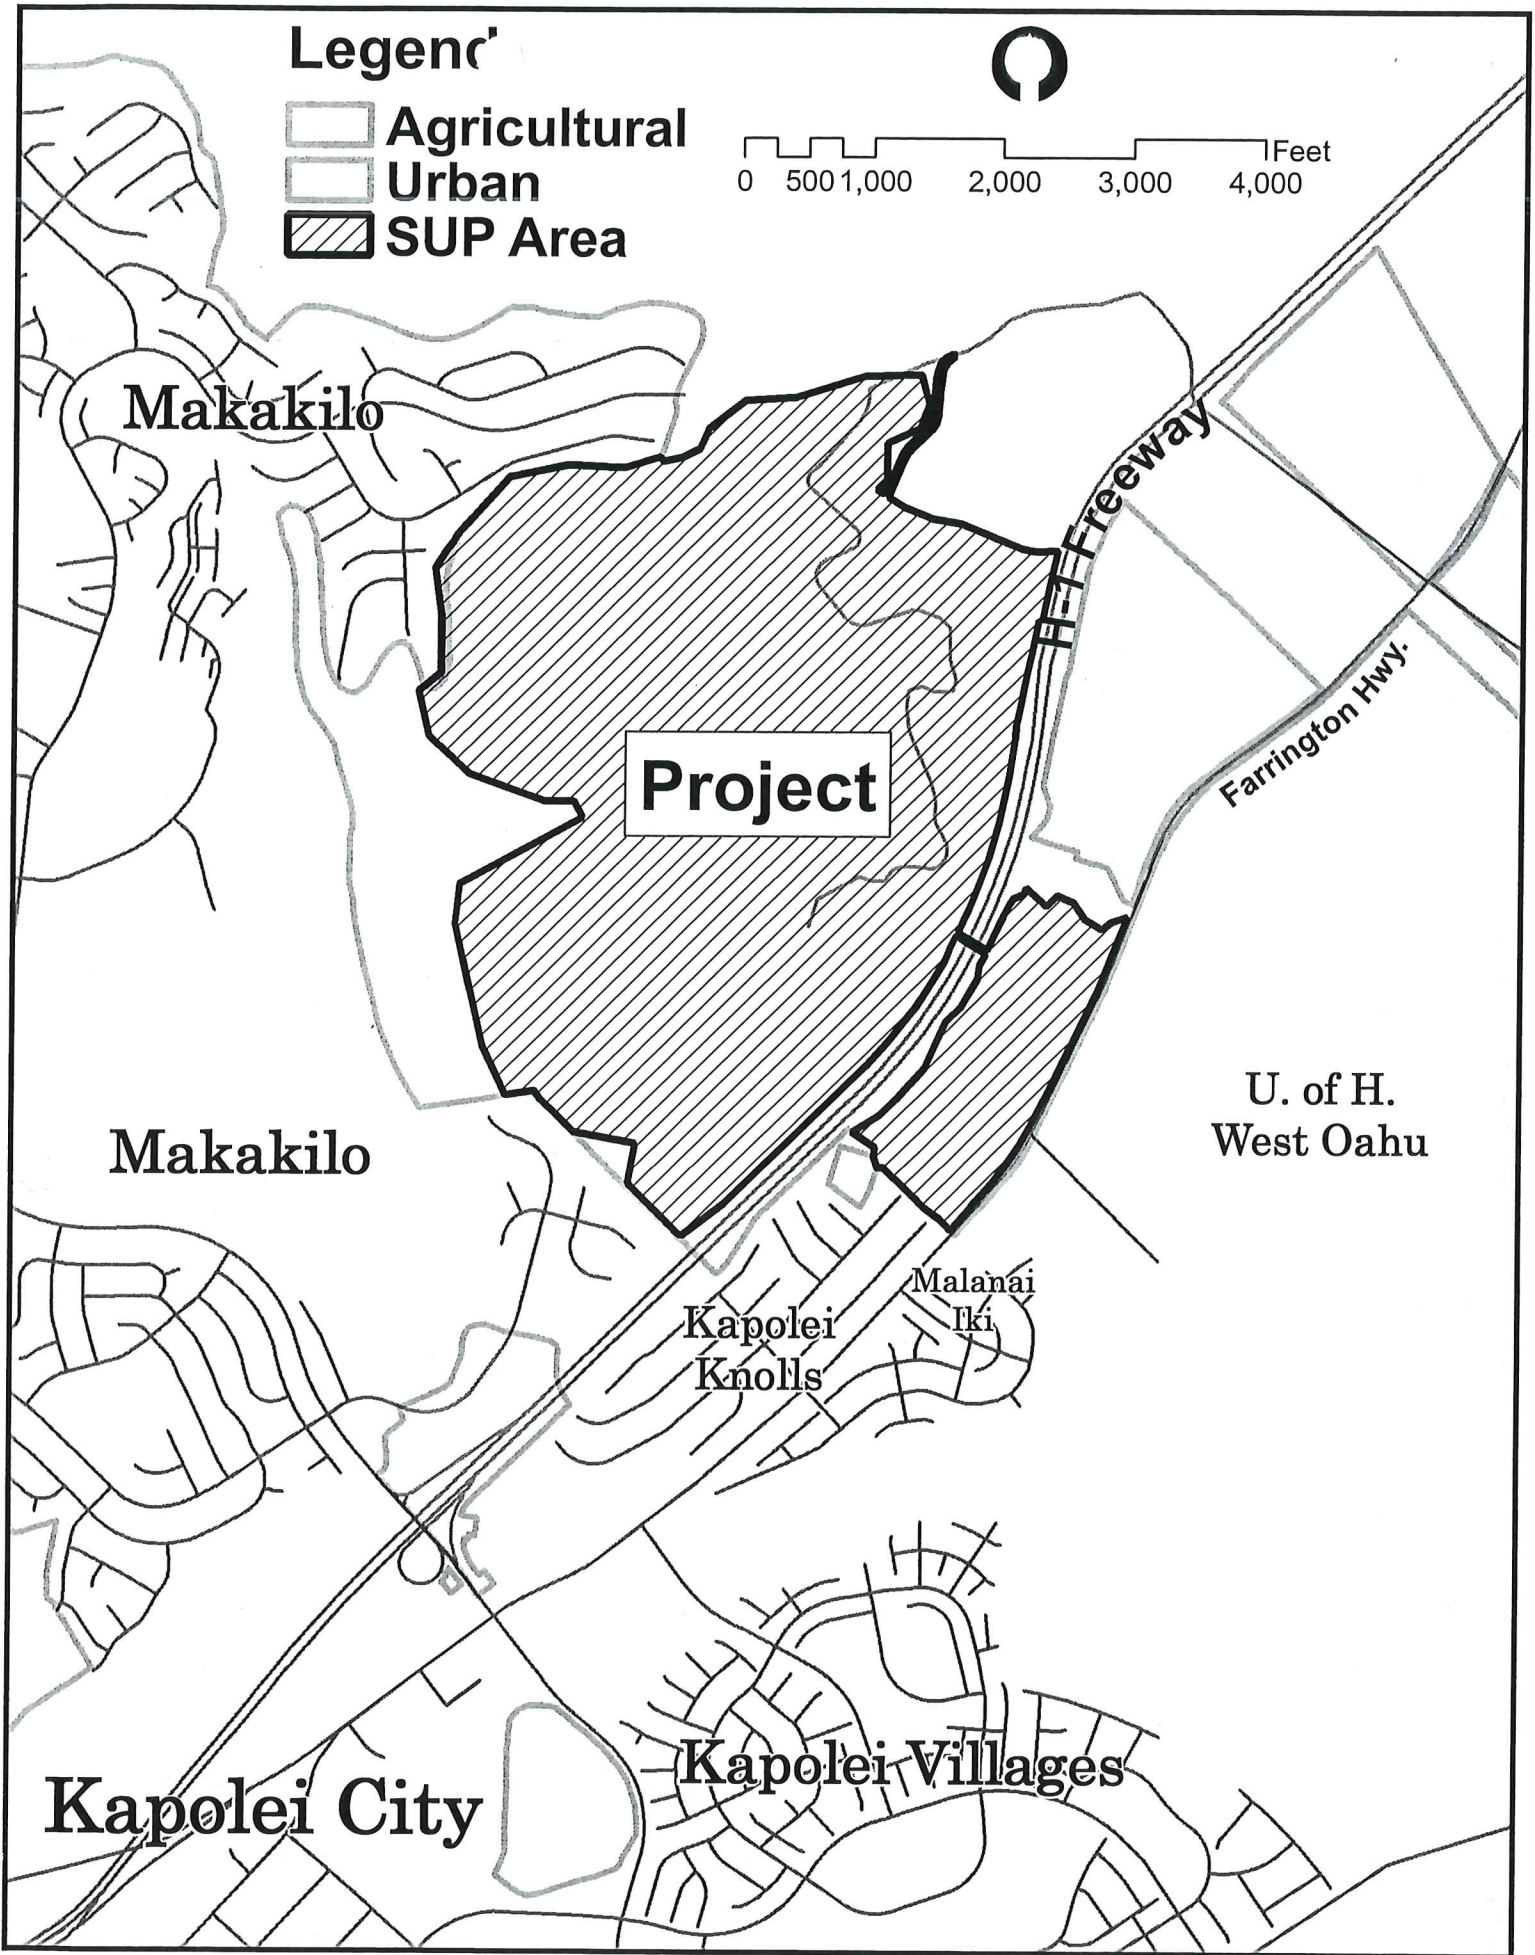 Legend
Agricultural
Urban
SUP Area
Feet
0 500 1,000 2,000 3,000 4,000
Makakilo
H-1 Freeway
Farrington Hwy.
Project
U. of H.
West Oahu
Makakilo
Malanai
Iki
Kapolei
Knolls
Kapolei Villages
Kapolei City